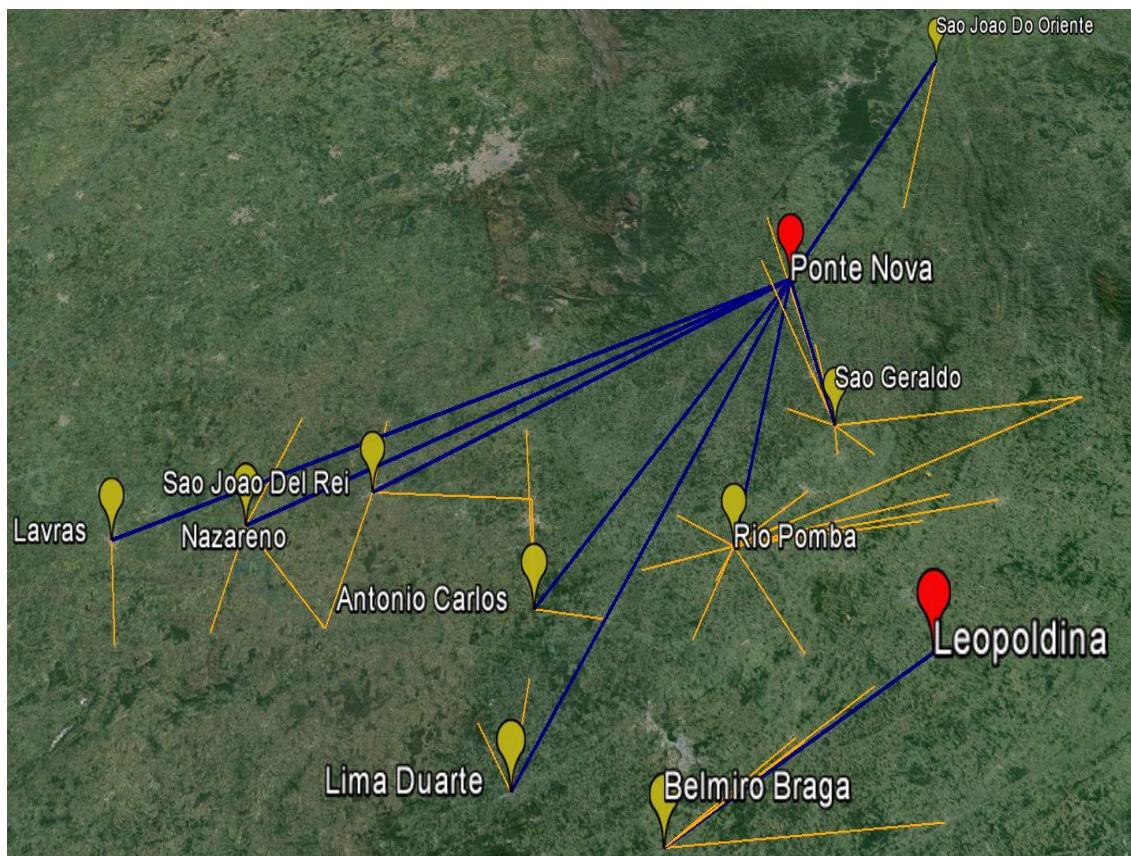 Sao Joao Do Oriente
Ponte Nova
Sao Geraldo
Sao Joao Del Rei
Lavras
Nazareno
Rio Pomba
Antonio Carlos
Leopoldina
Lima Duarte
Belmiro Braga